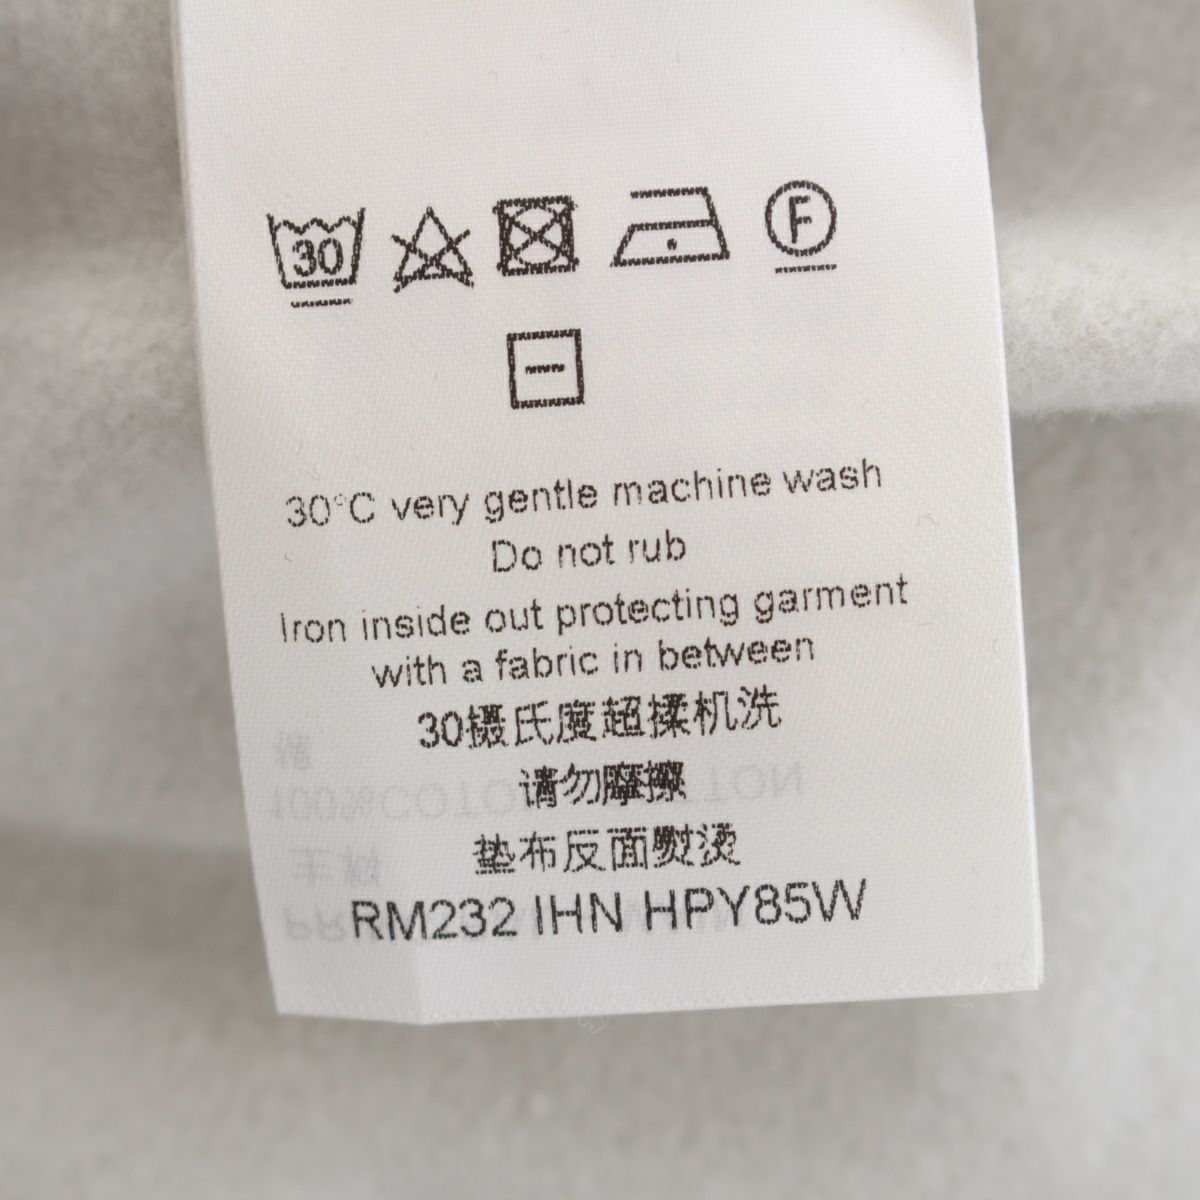 30
F
30°C very gentle machine wash
Do not rub
Iron inside out protecting garment
with a fabric in between
30摄氏度超揉机洗
请勿摩擦
垫布反面熨烫
RM232 IHN HPY85W